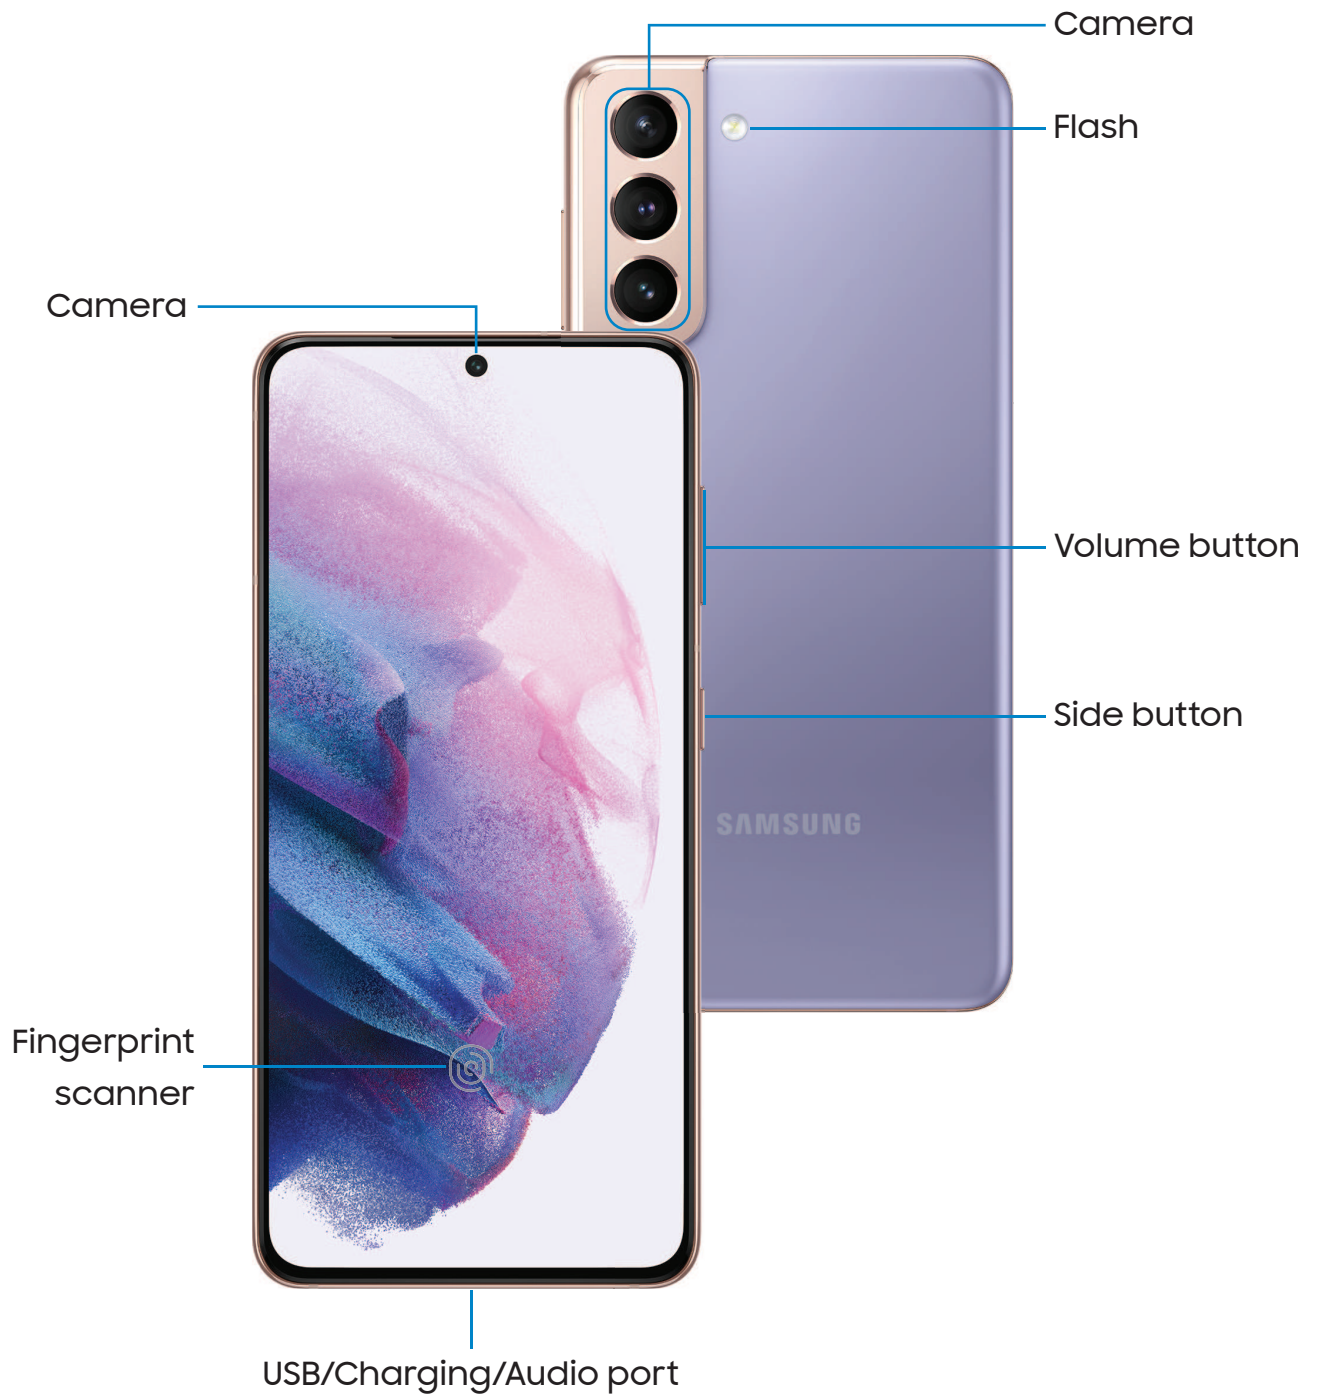 Camera
Flash
Camera
Volume button
Side button
SAMSUNG
Fingerprint
scanner
USB/Charging/Audio port